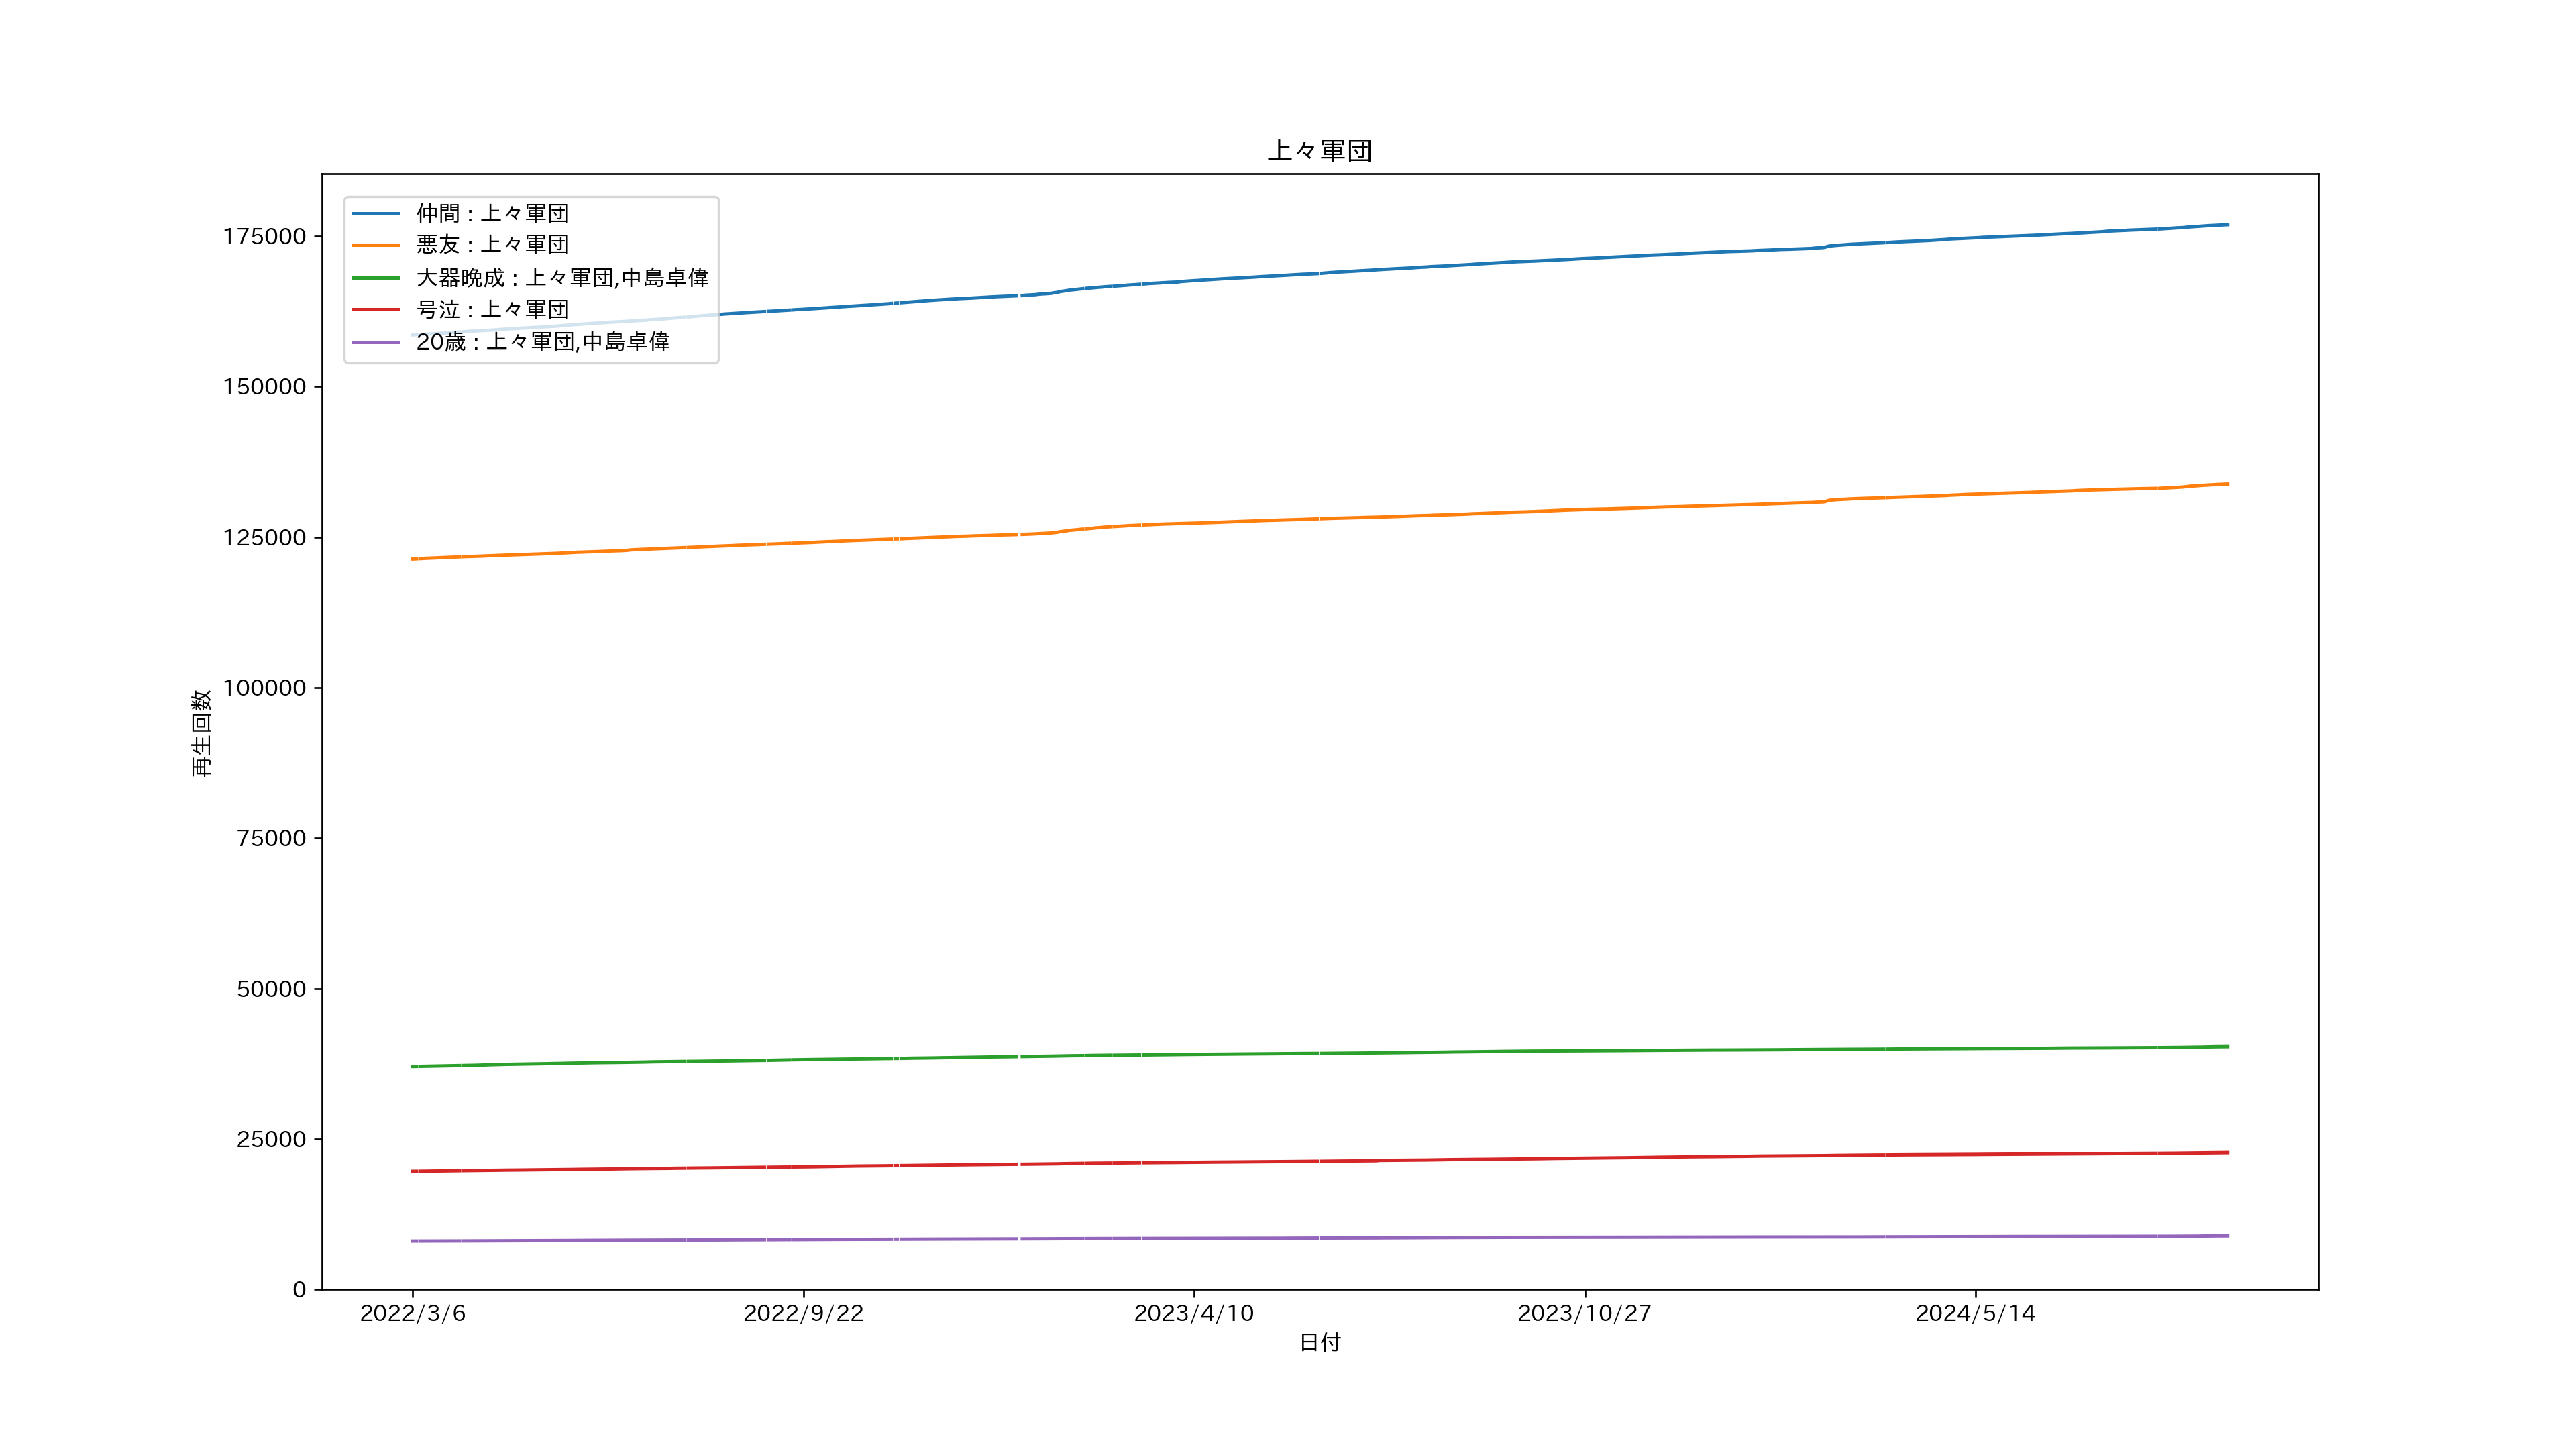 上々軍団
仲間 : 上々軍団
悪友 : 上々軍団
大器晩成 : 上々軍団,中島卓偉
号泣 : 上々軍団
20歳 : 上々軍団,中島卓偉
175000
150000
125000
100000
75000
50000
25000
0
再生回数
2022/3/6
2022/9/22
2023/4/10
2023/10/27
2024/5/14
日付